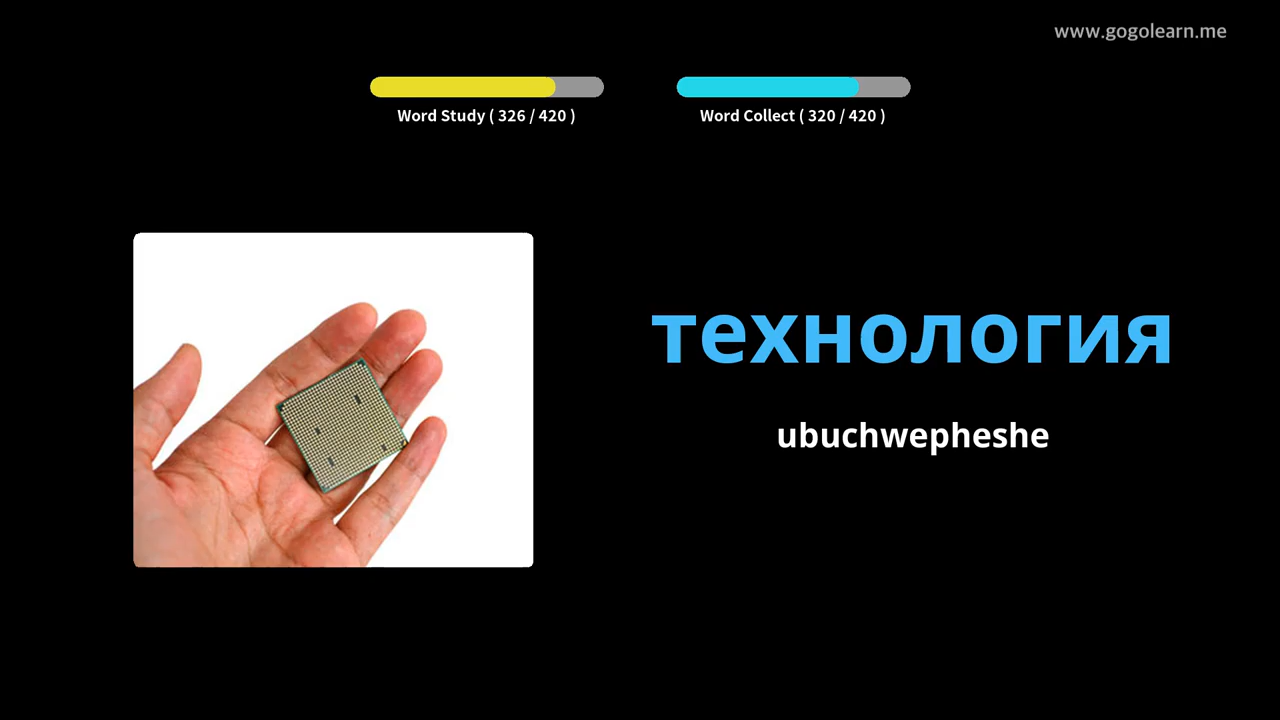 www.gogolearn.me
Word Study ( 326 / 420 )
Word Collect ( 320 / 420 )
технология
ubuchwepheshe